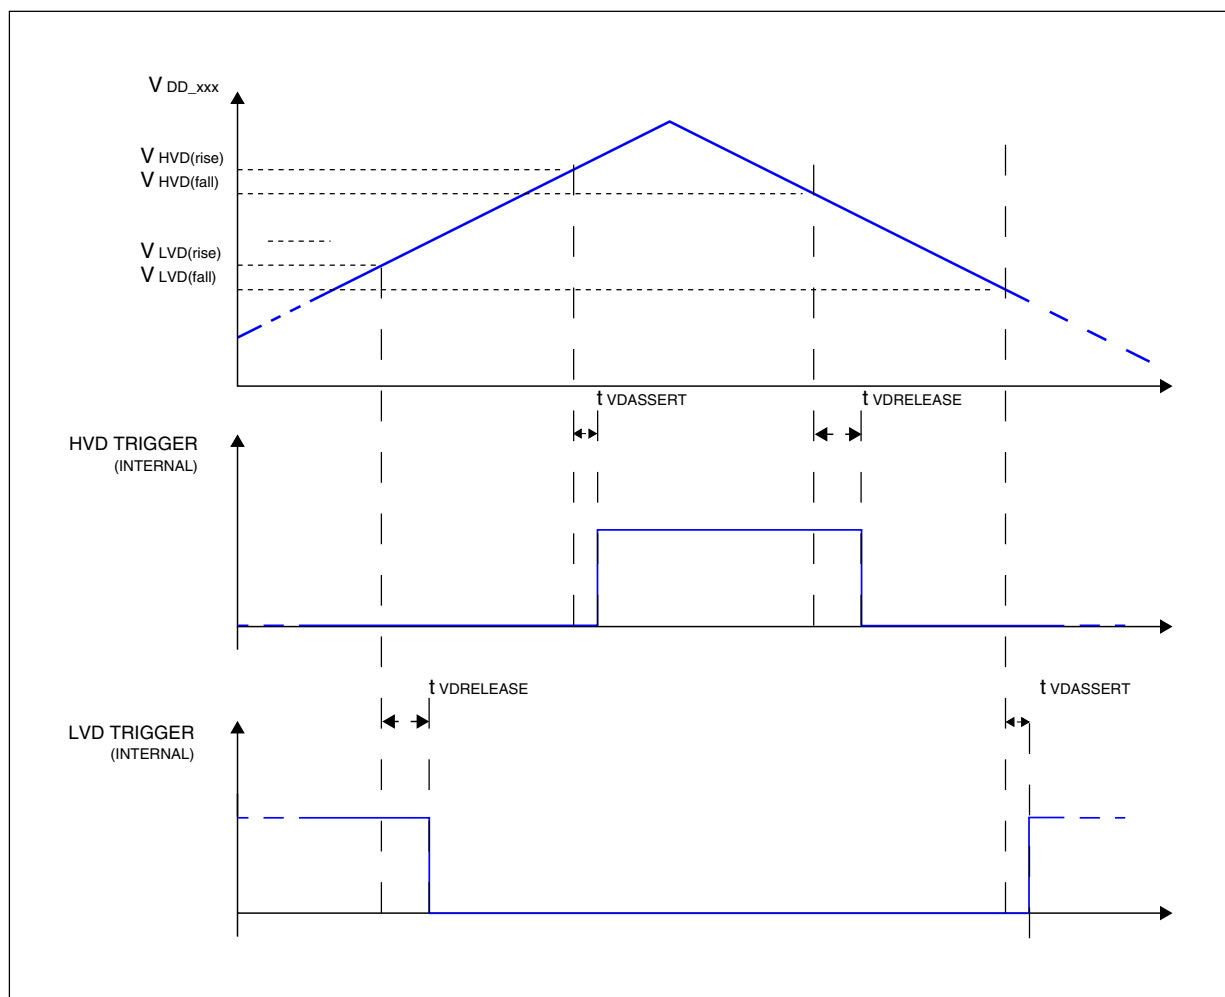 V DD_xxx
V HVD(rise)
V HVD(fall)
V LVD(rise)
V LVD(fall)
t VDASSERT
t VDRELEASE
HVD TRIGGER
(INTERNAL)
t VDRELEASE
t VDASSERT
LVD TRIGGER
(INTERNAL)